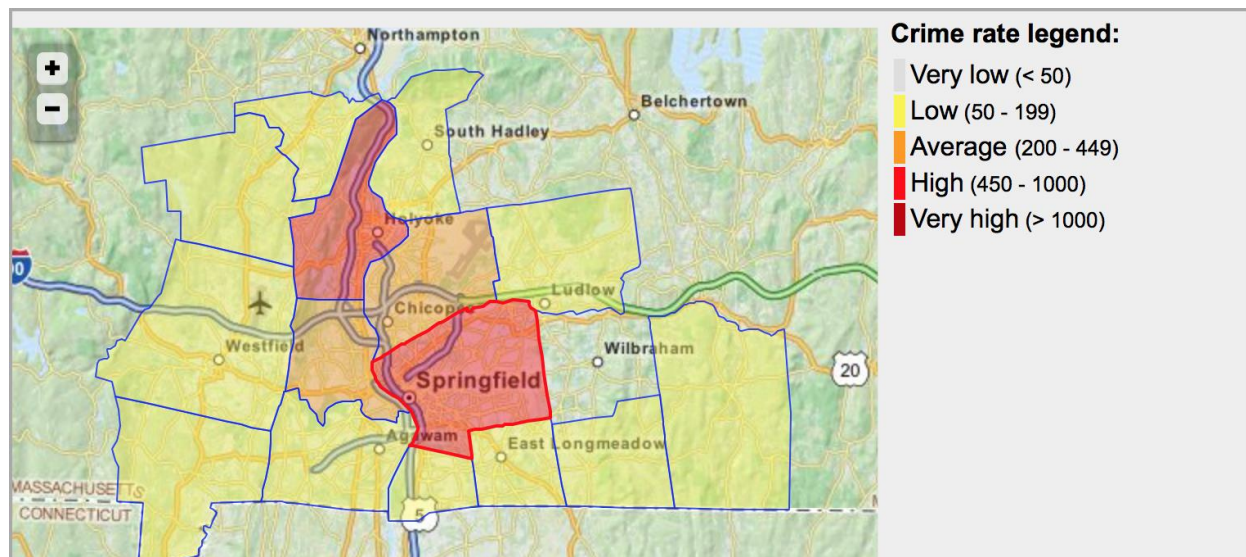 Crime rate legend:
Very low (< 50)
Low (50 - 199)
Average (200 - 449)
High (450 - 1000)
Very high (> 1000)
+
−
Northampton
Belchertown
South Hadley
Holyoke
Ludlow
Chicopee
Westfield
Wilbraham
20
Springfield
Agawam
East Longmeadow
MASSACHUSETTS
CONNECTICUT
5